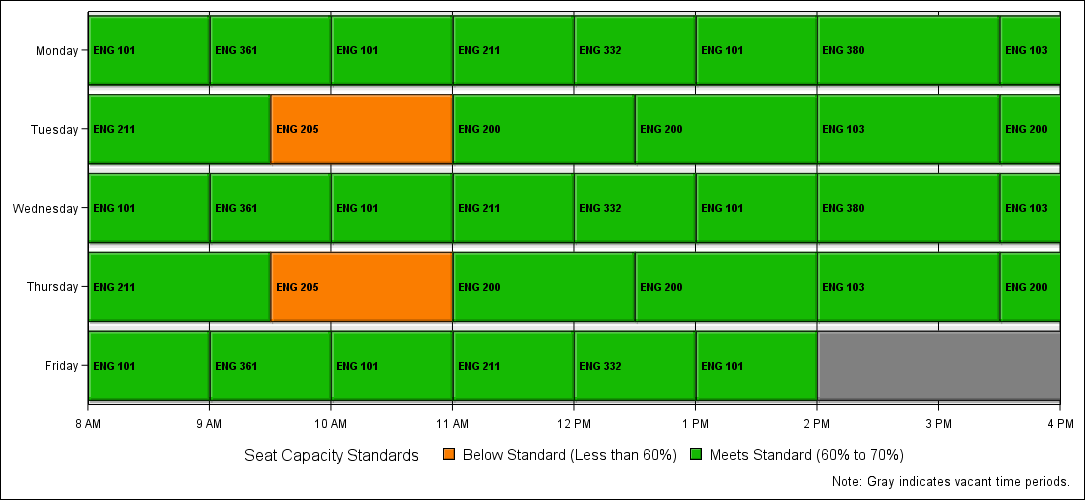 Monday ENG 101 ENG 361 ENG 101 ENG 211 ENG 332 ENG 101 ENG 380 ENG 103
Tuesday ENG 211 ENG 205 ENG 200 ENG 200 ENG 103 ENG 200
Wednesday ENG 101 ENG 361 ENG 101 ENG 211 ENG 332 ENG 101 ENG 380 ENG 103
Thursday ENG 211 ENG 205 ENG 200 ENG 200 ENG 103 ENG 200
Friday ENG 101 ENG 361 ENG 101 ENG 211 ENG 332 ENG 101
8 AM 9 AM 10 AM 11 AM 12 PM 1 PM 2 PM 3 PM 4 PM
Seat Capacity Standards Below Standard (Less than 60%) Meets Standard (60% to 70%)
Note: Gray indicates vacant time periods.